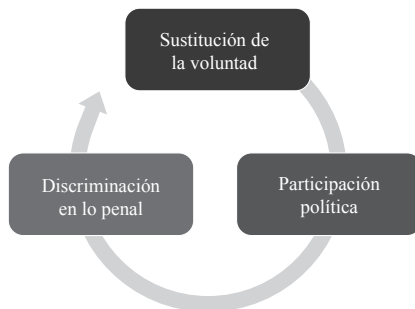 Sustitución de
la voluntad
Discriminación
en lo penal
Participación
política